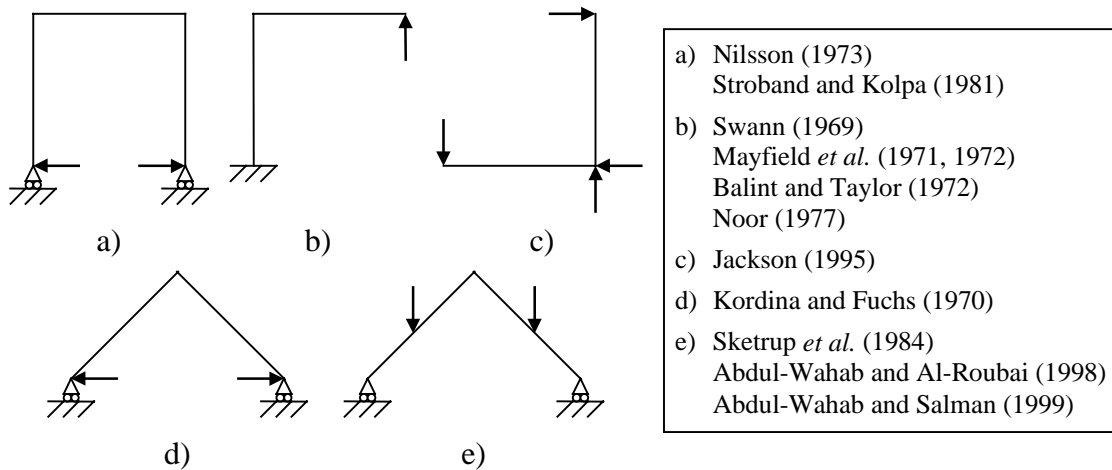 a)
b)
c)
d)
e)
a) Nilsson (1973)
Stroband and Kolpa (1981)
b) Swann (1969)
Mayfield et al. (1971, 1972)
Balint and Taylor (1972)
Noor (1977)
c) Jackson (1995)
d) Kordina and Fuchs (1970)
e) Sketrup et al. (1984)
Abdul-Wahab and Al-Roubai (1998)
Abdul-Wahab and Salman (1999)